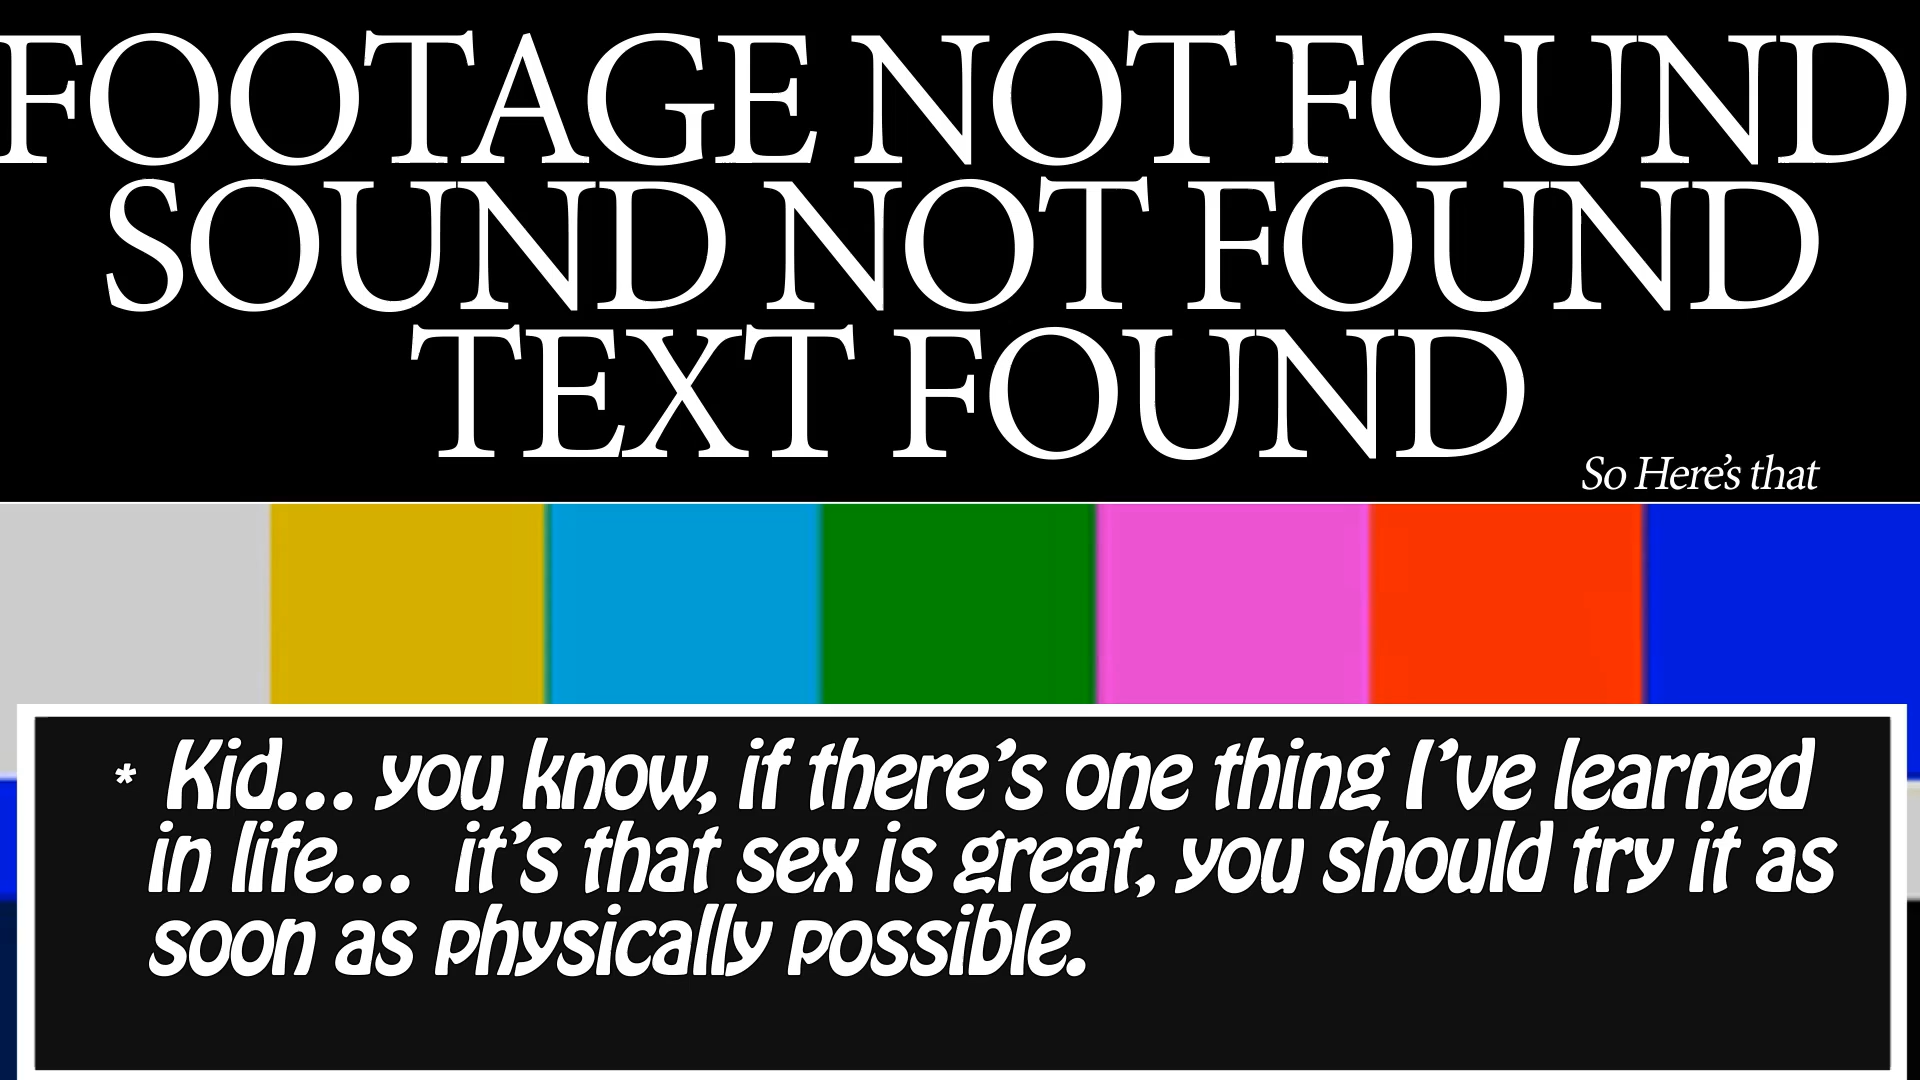 FOOTAGE NOT FOUND
SOUND NOT FOUND
TEXT FOUND
So Here's that
* Kid... you know, if there's one thing I've learned
in life...  it's that sex is great, you should try it as
soon as physically possible.